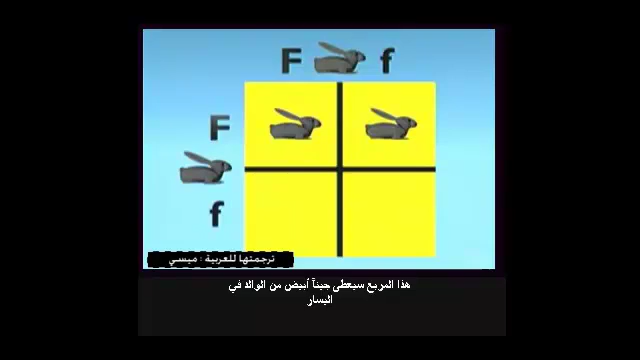 F f
F
f
ترجمتها للعربية : ميسي
هذا المربع سيعطى جيناً أبيض من الوالد في
اليسار